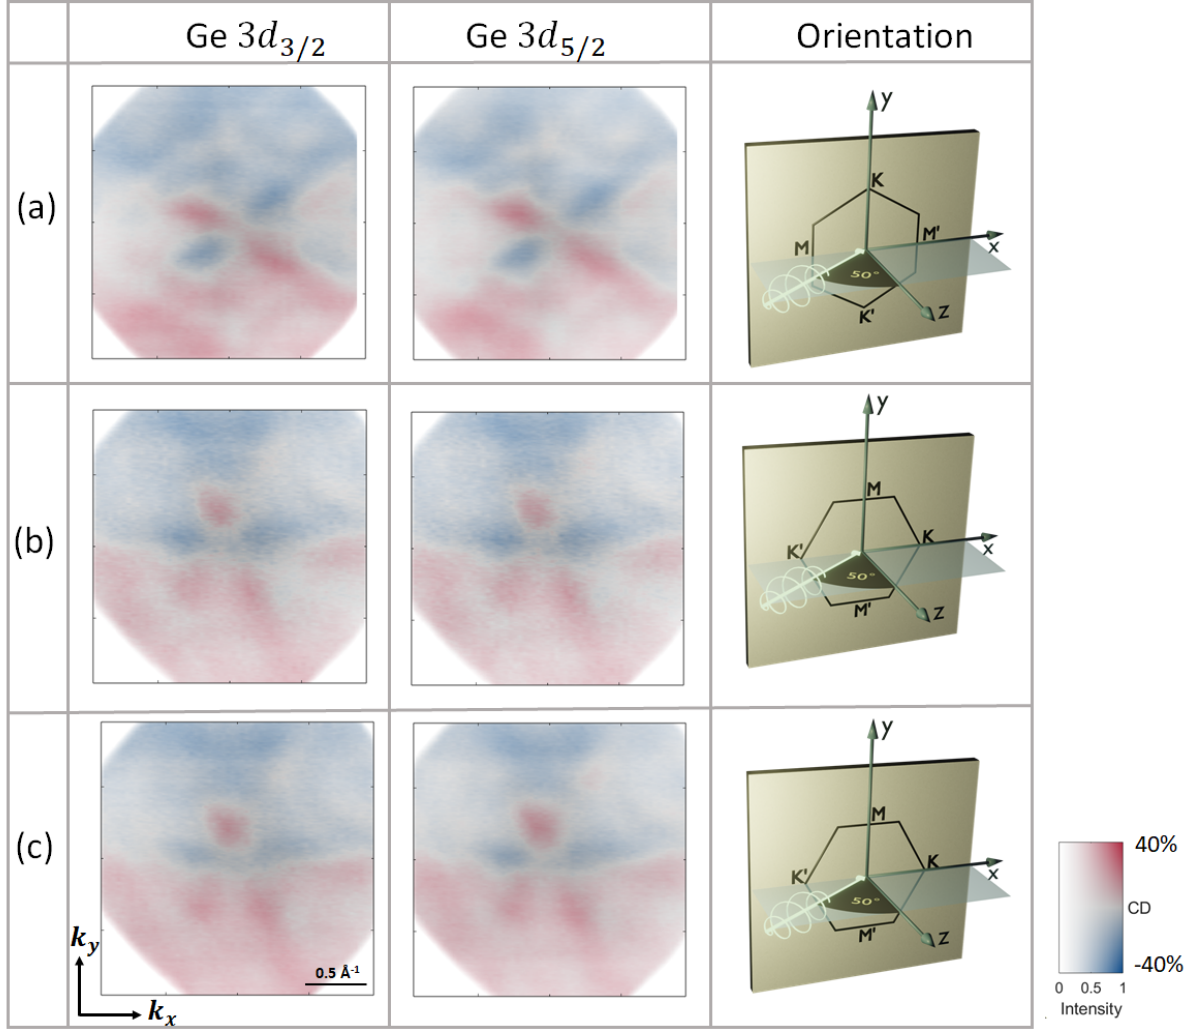 Ge 3d3/2
Ge 3d5/2
Orientation
(a)
y
K
M
M'
x
50°
K'
z
(b)
y
M
K
K'
x
50°
M'
z
(c)
y
M
K
K'
x
50°
M'
z
ky
kx
0.5 Å-1
40%
CD
-40%
0 0.5 1
Intensity